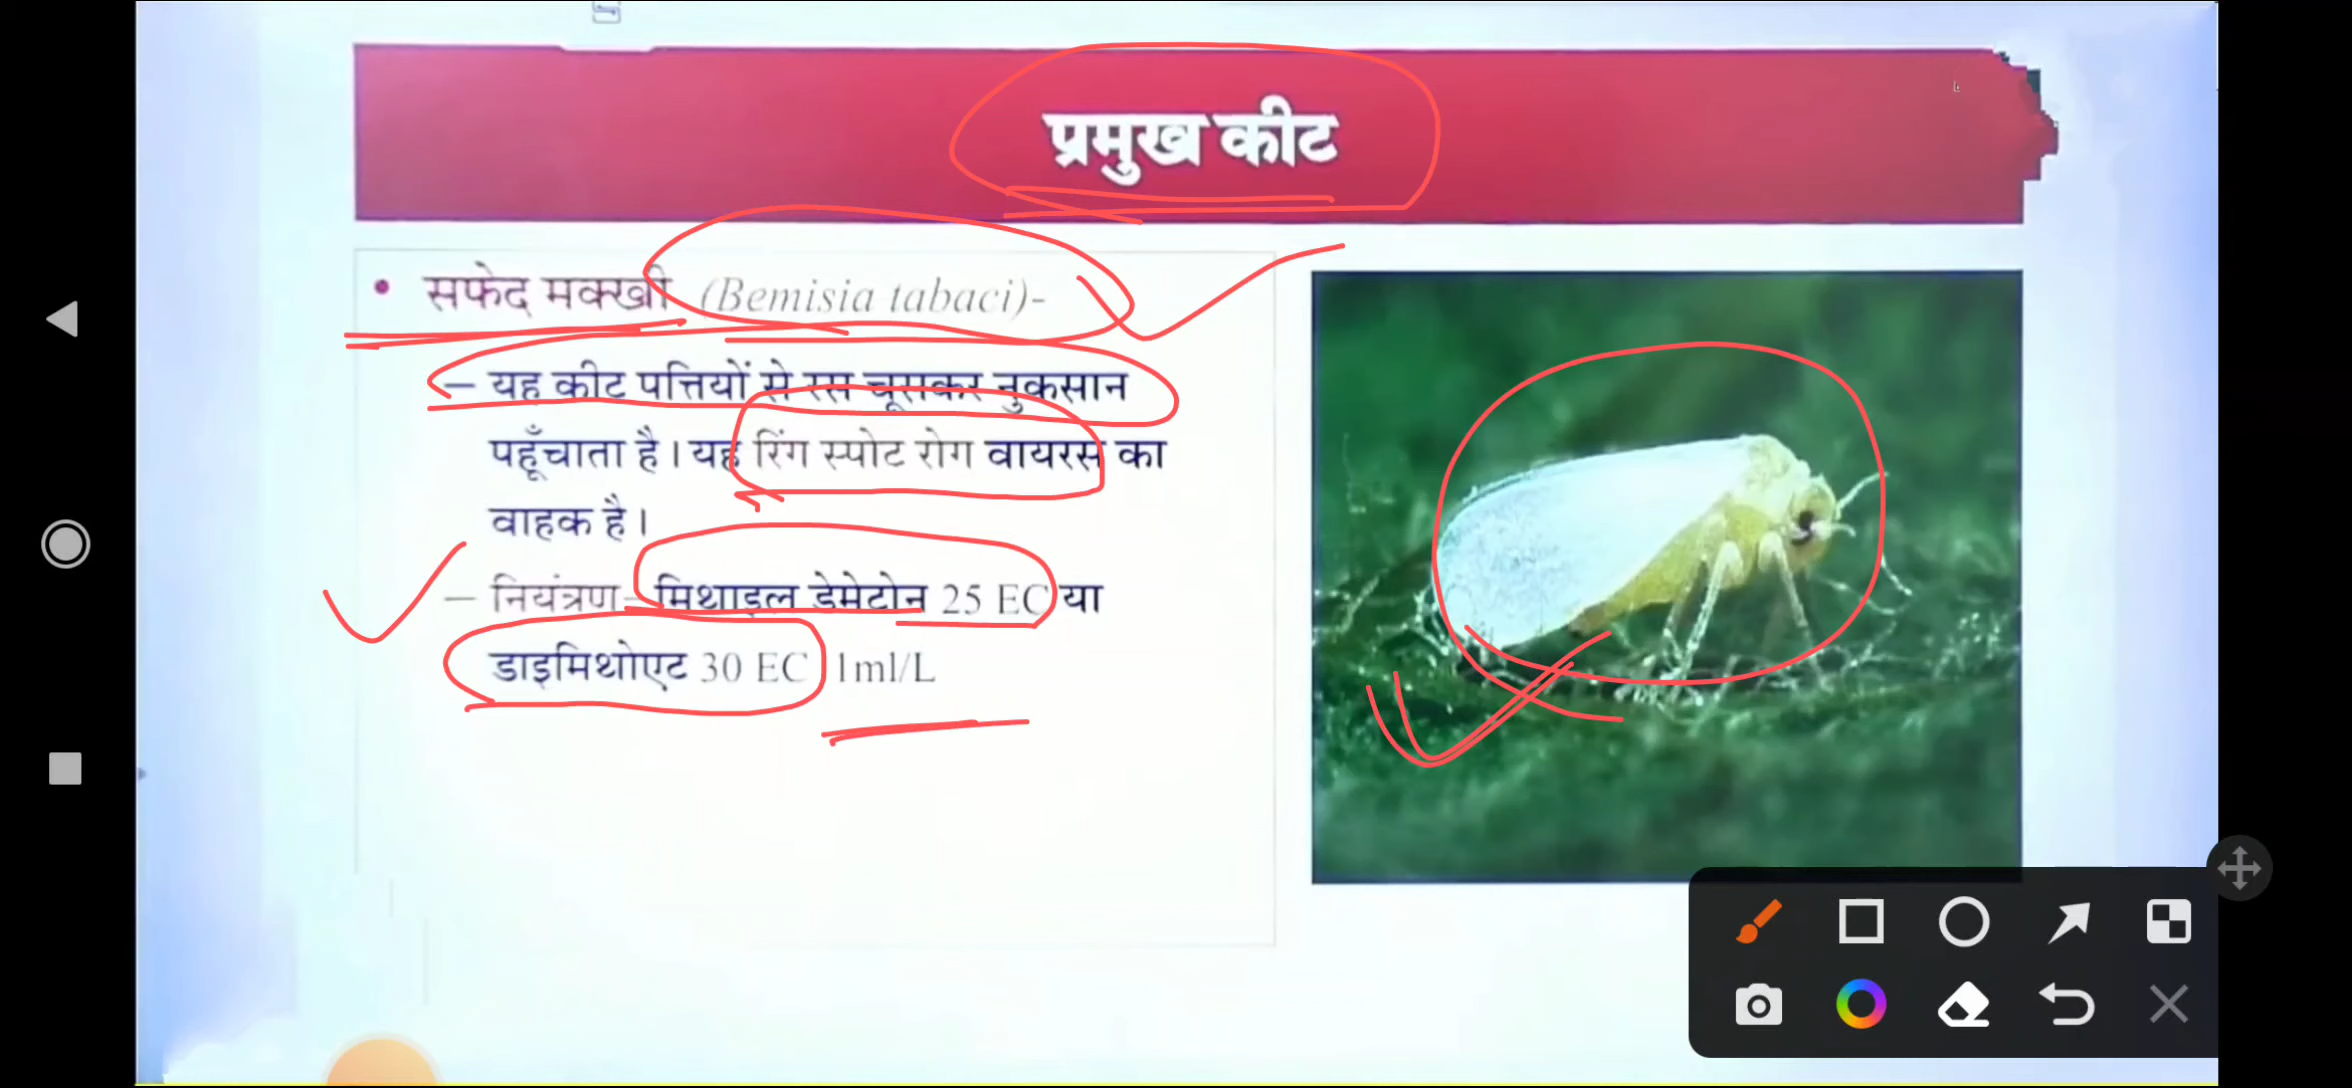 प्रमुख कीट
• सफेद मक्खी (Bemisia tabaci)-
– यह कीट पत्तियों से रस चूसकर नुकसान
पहूँचाता है। यह रिंग स्पोट रोग वायरस का
वाहक है।
– नियंत्रण– मिथाइल डेमेटोन 25 EC या
डाइमिथोएट 30 EC 1ml/L